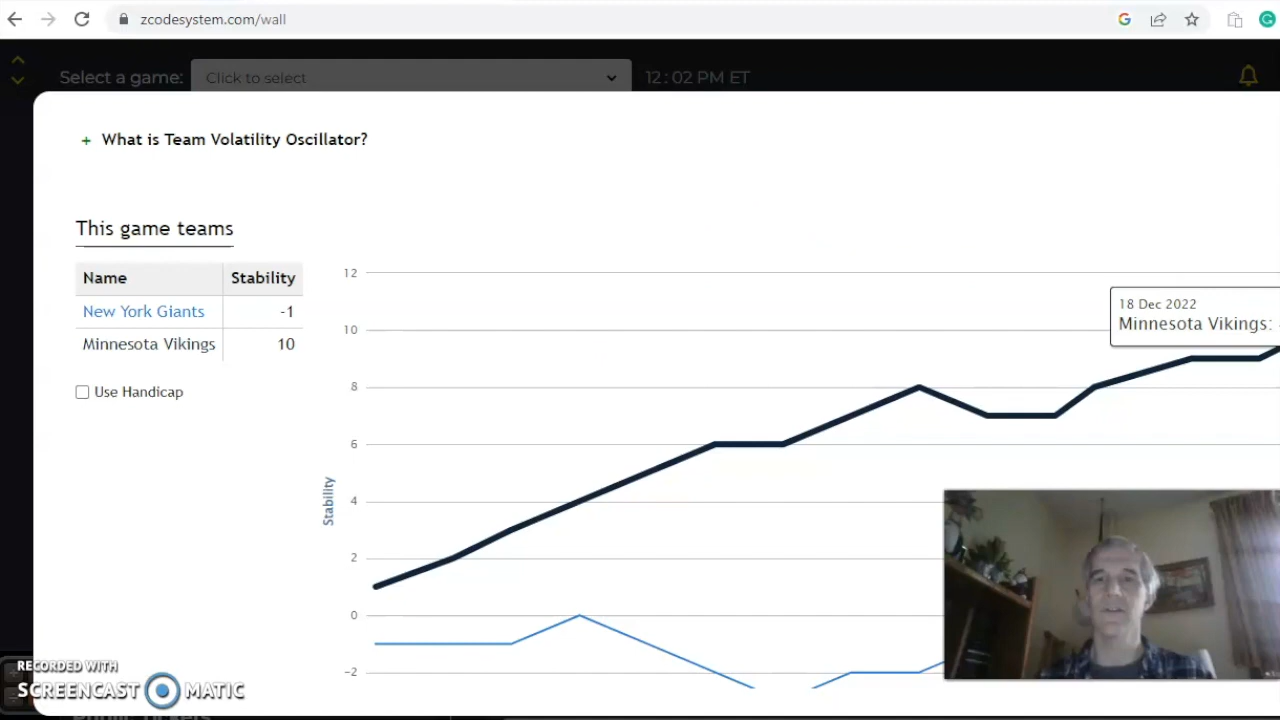 zcodesystem.com/wall
Select a game: Click to select 12:02 PM ET
+ What is Team Volatility Oscillator?
This game teams
Name Stability
New York Giants -1
Minnesota Vikings 10
Use Handicap
12
10
8
6
4
2
0
-2
Stability
18 Dec 2022
Minnesota Vikings:
RECORDED WITH
SCREENCAST MATIC